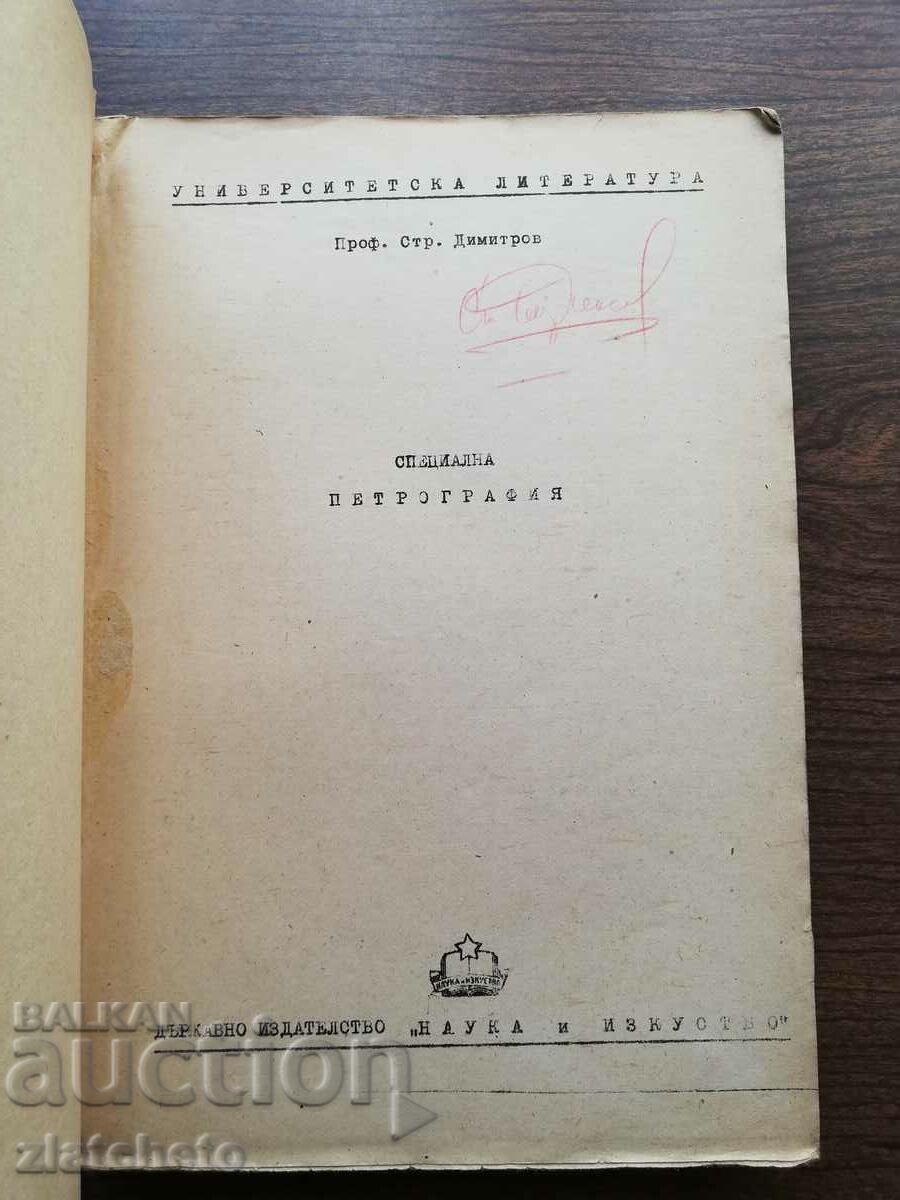 УНИВЕРСИТЕТСКА ЛИТЕРАТУРА
Проф. Стр. Димитров
СПЕЦИАЛНА
ПЕТРОГРАФИЯ
НАУКА И ИЗКУСТВО
ДЪРЖАВНО ИЗДАТЕЛСТВО „НАУКА и ИЗКУСТВО"
BALKAN
auction
zlatcheto